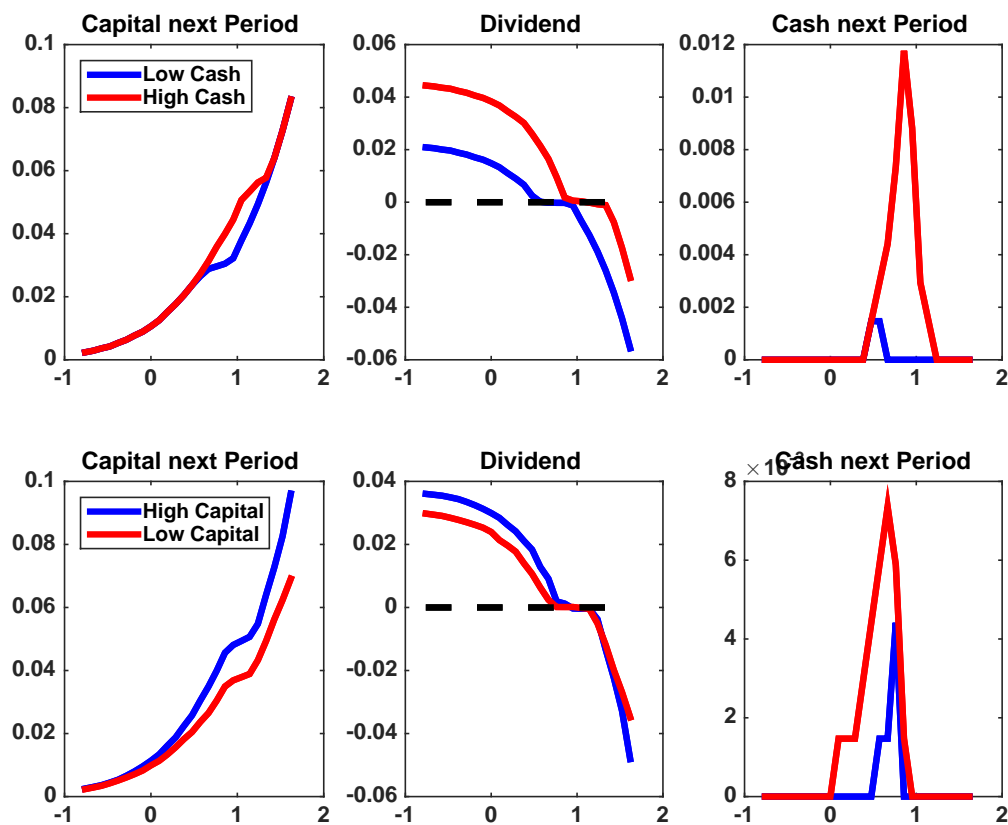 Capital next Period
Dividend
Cash next Period
0.1
0.08
0.06
0.04
0.02
0
-1 0 1 2
Low Cash
High Cash
0.06
0.04
0.02
0
-0.02
-0.04
-0.06
-1 0 1 2
0.012
0.01
0.008
0.006
0.004
0.002
0
-1 0 1 2
Capital next Period
Dividend
Cash next Period
0.1
0.08
0.06
0.04
0.02
0
-1 0 1 2
High Capital
Low Capital
0.04
0.02
0
-0.02
-0.04
-0.06
-1 0 1 2
× 10⁻³
8
6
4
2
0
-1 0 1 2